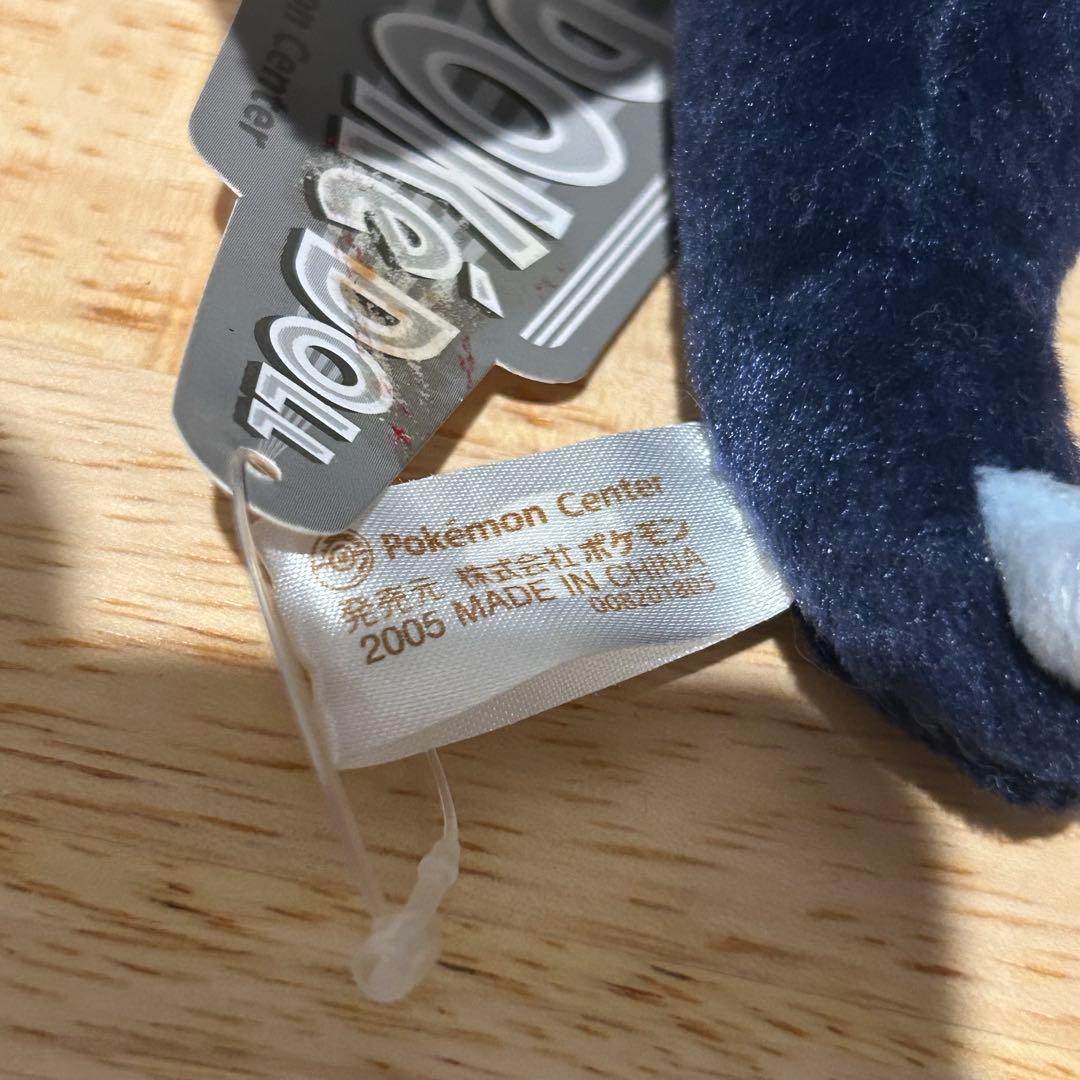 on Center
POKéDOLL
Pokémon Center
発売元 株式会社ポケモン
2005 MADE IN CHINA